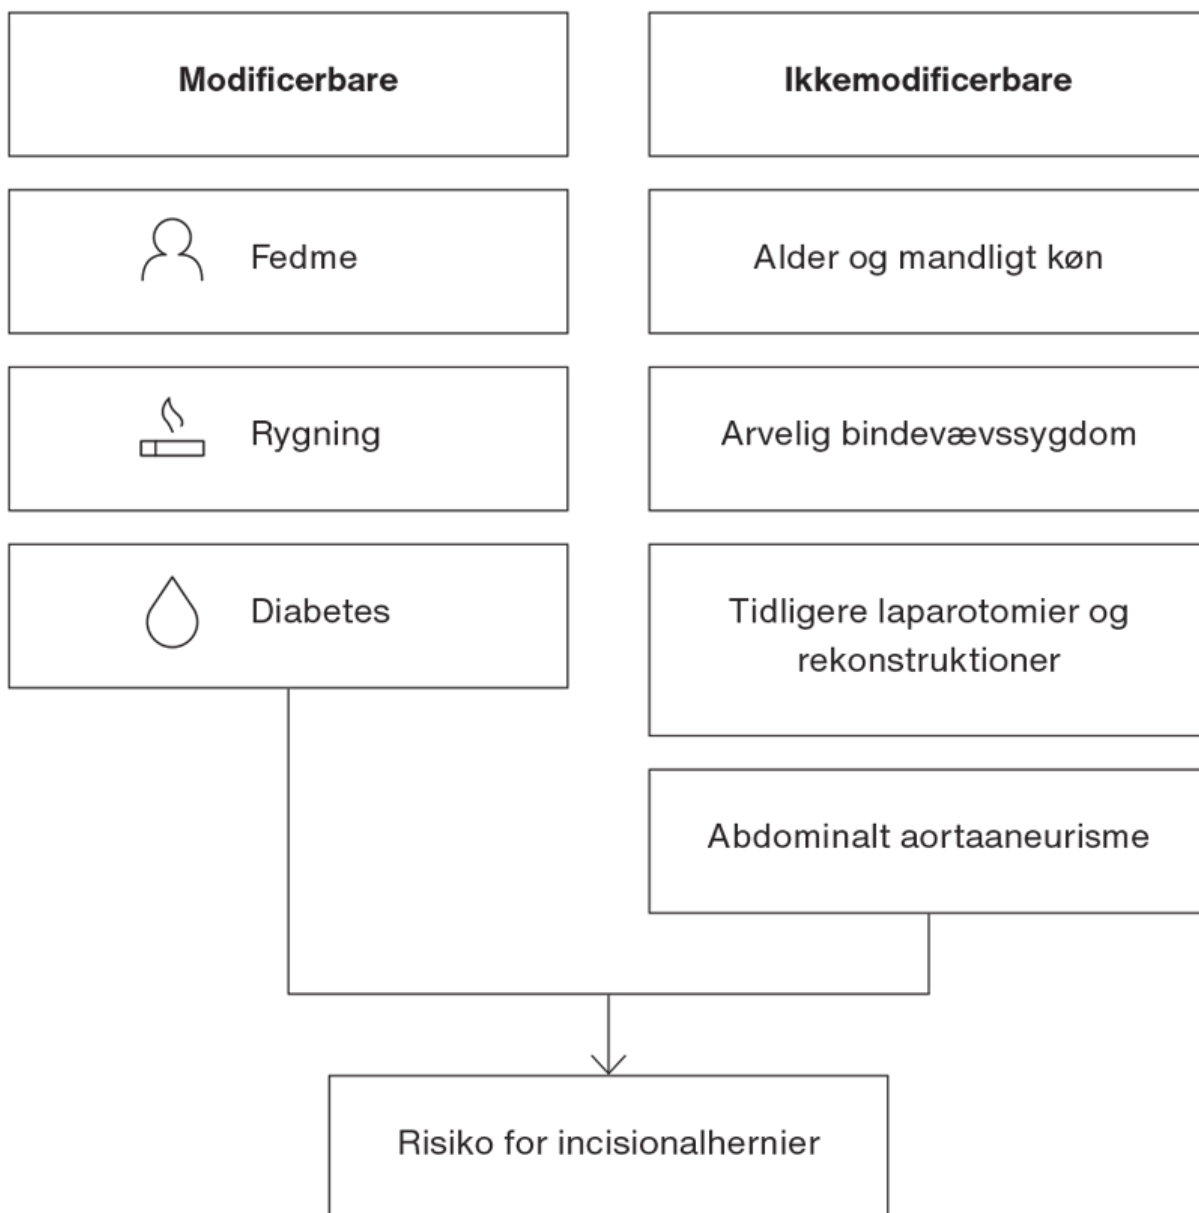 Modificerbare
Fedme
Rygning
Diabetes
Ikkemodificerbare
Alder og mandligt køn
Arvelig bindevævssygdom
Tidligere laparotomier og
rekonstruktioner
Abdominalt aortaaneurisme
Risiko for incisionalhernier